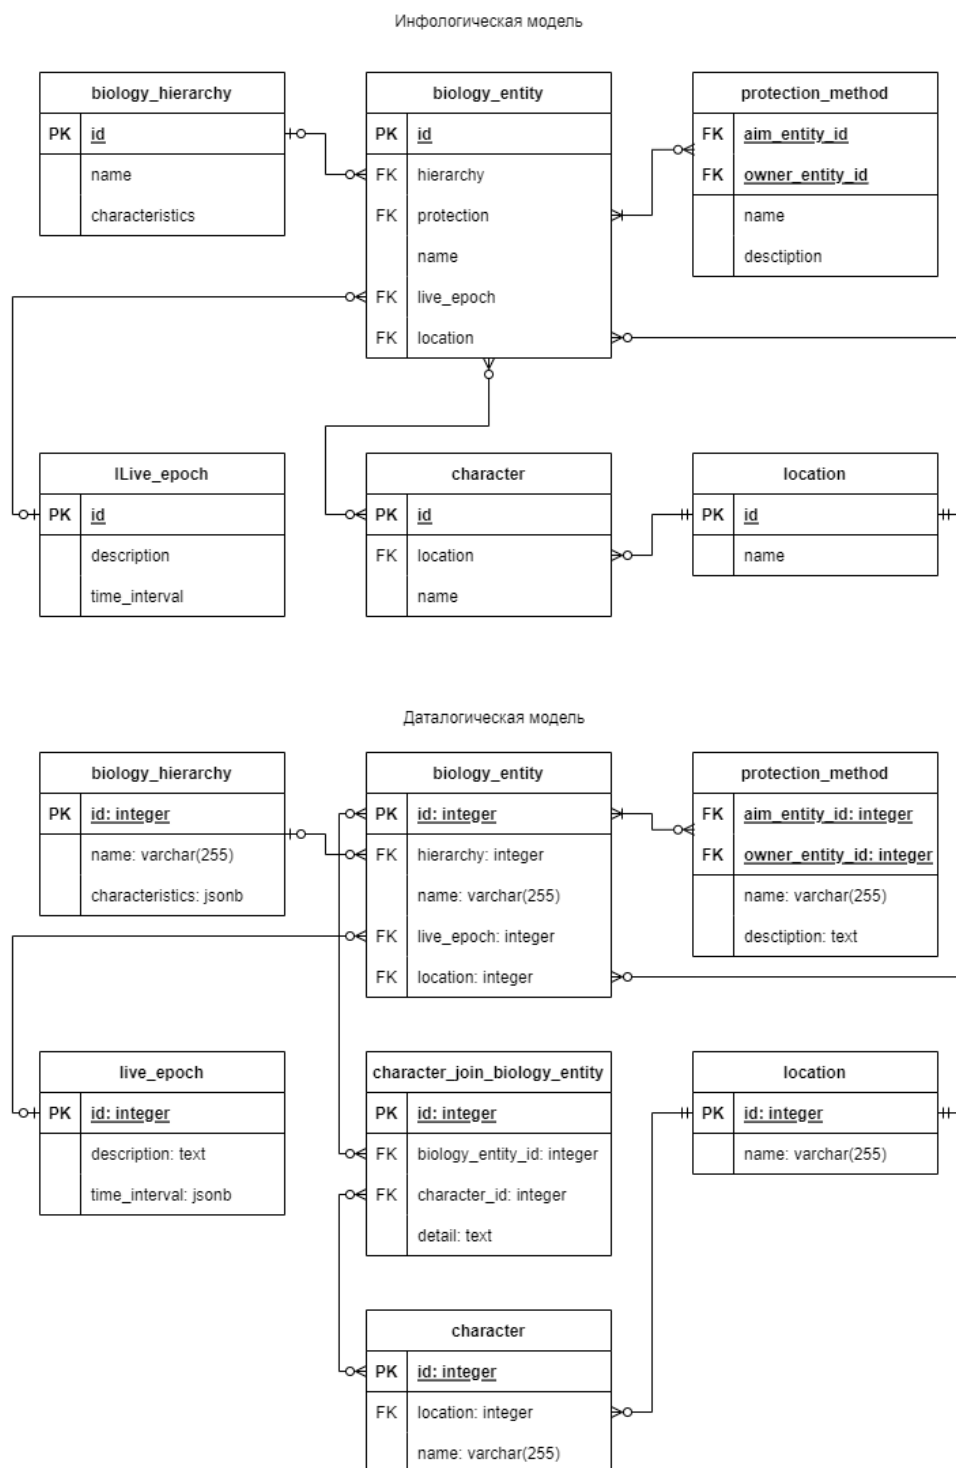 Инфологическая модель
biology_hierarchy
PK id
name
characteristics
biology_entity
PK id
FK hierarchy
FK protection
name
FK live_epoch
FK location
protection_method
FK aim_entity_id
FK owner_entity_id
name
desctiption
lLive_epoch
PK id
description
time_interval
character
PK id
FK location
name
location
PK id
name
Даталогическая модель
biology_hierarchy
PK id: integer
name: varchar(255)
characteristics: jsonb
biology_entity
PK id: integer
FK hierarchy: integer
name: varchar(255)
FK live_epoch: integer
FK location: integer
protection_method
FK aim_entity_id: integer
FK owner_entity_id: integer
name: varchar(255)
desctiption: text
live_epoch
PK id: integer
description: text
time_interval: jsonb
character_join_biology_entity
PK id: integer
FK biology_entity_id: integer
FK character_id: integer
detail: text
location
PK id: integer
name: varchar(255)
character
PK id: integer
FK location: integer
name: varchar(255)